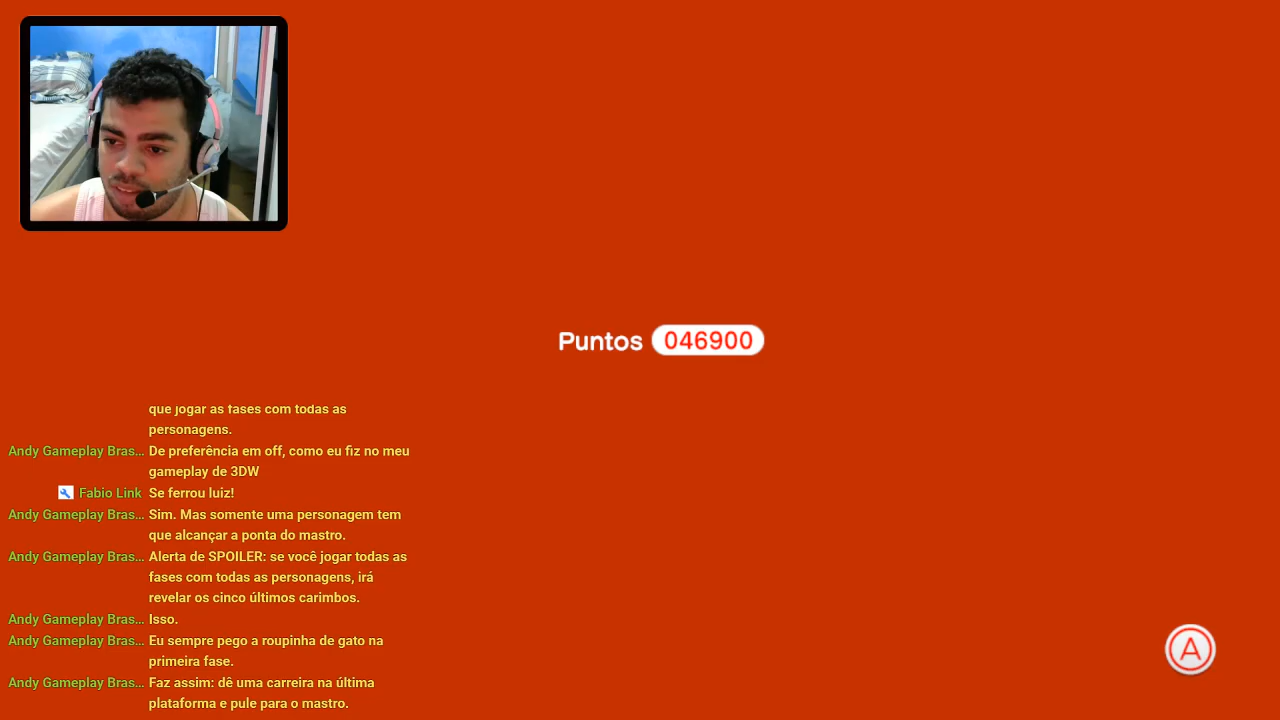 Puntos 046900
que jogar as fases com todas as
personagens.
Andy Gameplay Bras... De preferência em off, como eu fiz no meu
gameplay de 3DW
Fabio Link Se ferrou luiz!
Andy Gameplay Bras... Sim. Mas somente uma personagem tem
que alcançar a ponta do mastro.
Andy Gameplay Bras... Alerta de SPOILER: se você jogar todas as
fases com todas as personagens, irá
revelar os cinco últimos carimbos.
Andy Gameplay Bras... Isso.
Andy Gameplay Bras... Eu sempre pego a roupinha de gato na
primeira fase.
Andy Gameplay Bras... Faz assim: dê uma carreira na última
plataforma e pule para o mastro.
A